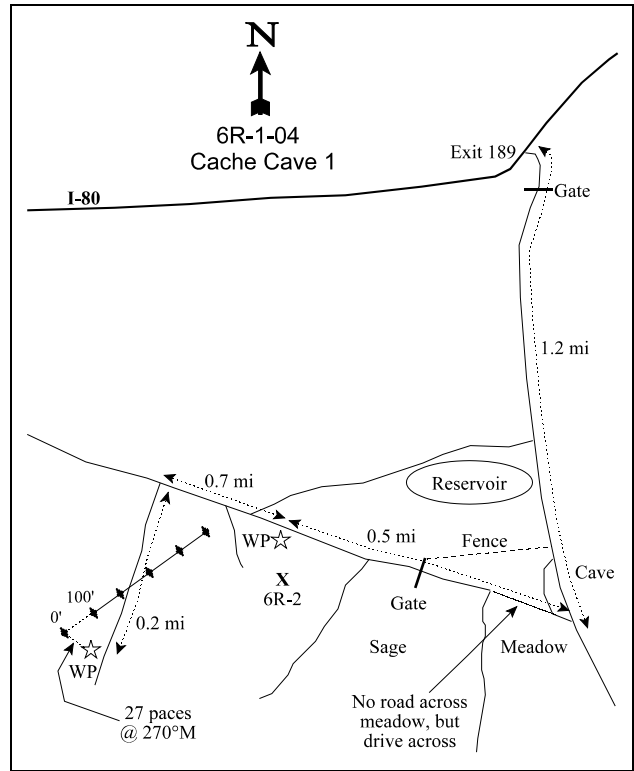 N
6R-1-04
Cache Cave 1
Exit 189
I-80
Gate
1.2 mi
0.7 mi
Reservoir
WP
0.5 mi
Fence
X
6R-2
Gate
Cave
100'
0'
0.2 mi
WP
Sage
Meadow
27 paces
@ 270°M
No road across
meadow, but
drive across